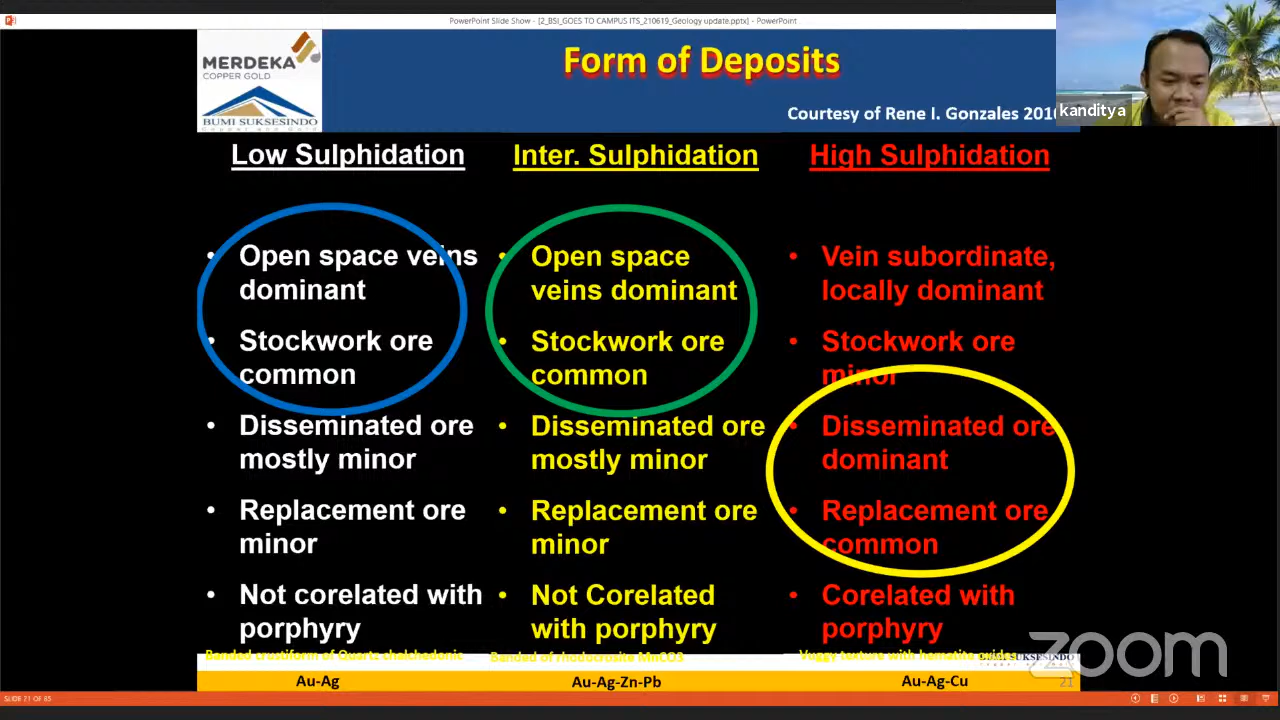 PowerPoint Slide Show - [2_BSI_GOES TO CAMPUS ITS_210619_Geology update.pptx] - PowerPoint
MERDEKA
COPPER GOLD
BUMI SUKSESINDO
Form of Deposits
Courtesy of Rene I. Gonzales
kanditya
Low Sulphidation
Open space veins
dominant
Stockwork ore
common
Disseminated ore
mostly minor
Replacement ore
minor
Not corelated with
porphyry
Banded crustiform of Quartz chalchedonic
Au-Ag
Inter. Sulphidation
Open space
veins dominant
Stockwork ore
common
Disseminated ore
mostly minor
Replacement ore
minor
Not Corelated
with porphyry
Banded of rhodocrosite MnCO3
Au-Ag-Zn-Pb
High Sulphidation
Vein subordinate,
locally dominant
Stockwork ore
minor
Disseminated ore
dominant
Replacement ore
common
Corelated with
porphyry
Vuggy texture with hematite oxides
Au-Ag-Cu
21
zoom
SLIDE 21 OF 85